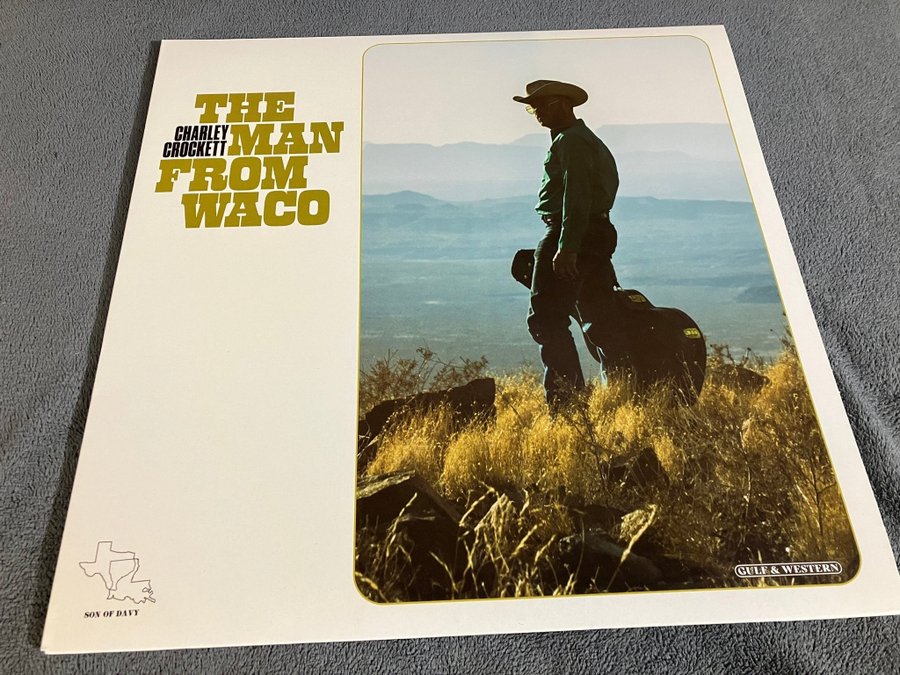 THE
CHARLEY
CROCKETT
MAN
FROM
WACO
GULF & WESTERN
SON OF DAVY